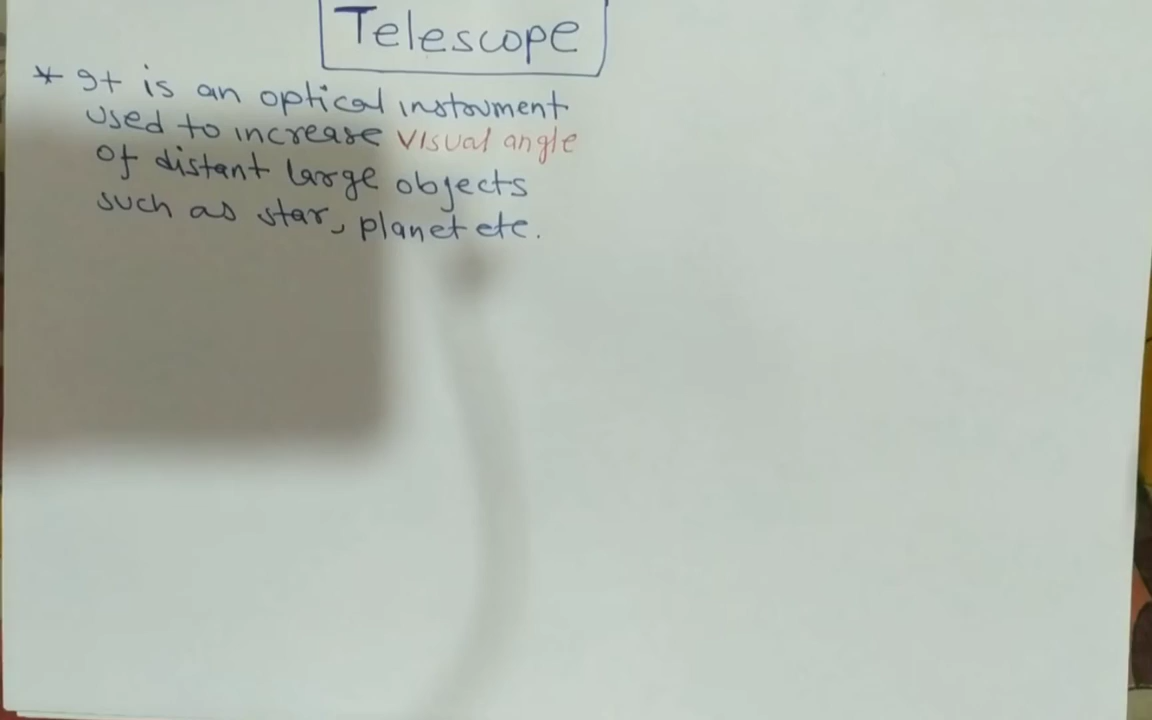 Telescope
* It is an optical instrument
used to increase visual angle
of distant large objects
such as star, planet etc.